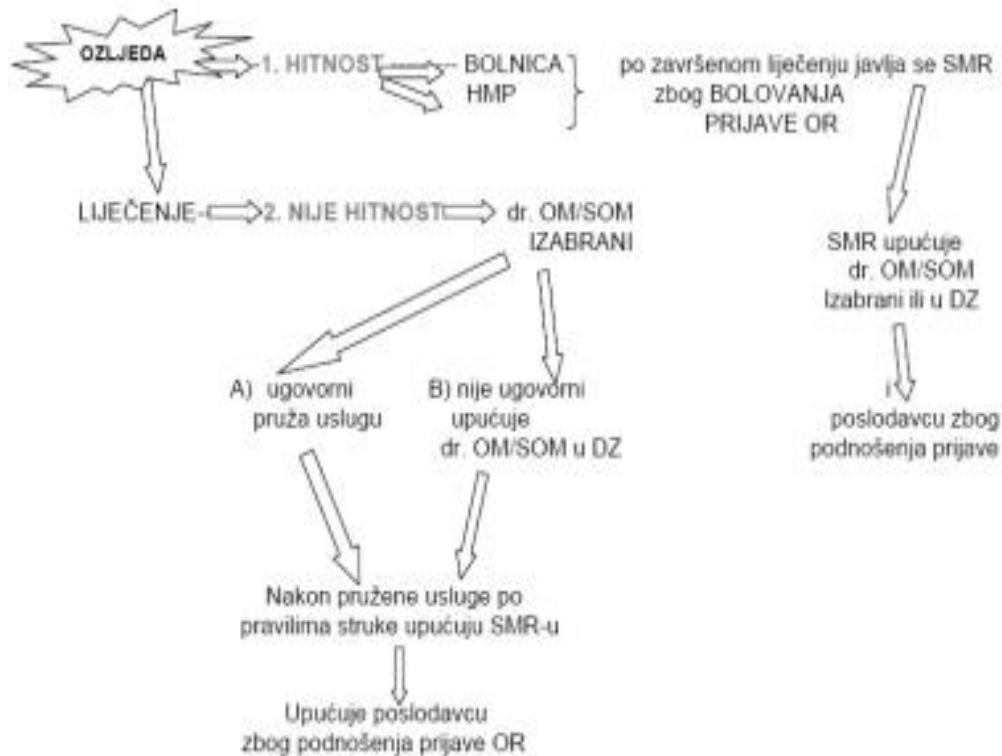 OZLJEDA
1. HITNOST
BOLNICA
HMP
po završenom liječenju javlja se SMR
zbog BOLOVANJA
PRIJAVE OR
LIJEČENJE
2. NIJE HITNOST
dr. OM/SOM
IZABRANI
SMR upućuje
dr. OM/SOM
Izabrani ili u DZ
i
poslodavcu zbog
podnošenja prijave
A) ugovorni
pruža uslugu
B) nije ugovorni
upućuje
dr. OM/SOM u DZ
Nakon pružene usluge po
pravilima struke upućuju SMR-u
Upućuje poslodavcu
zbog podnošenja prijave OR